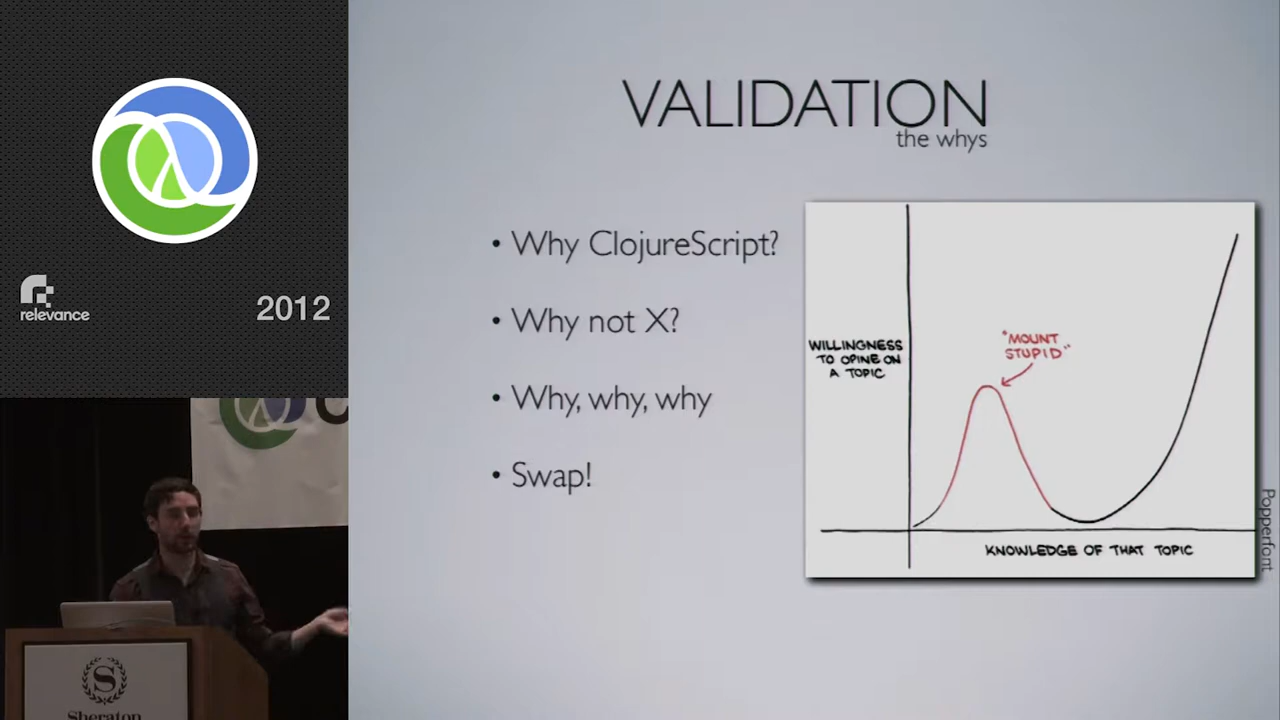 relevance
2012
C
S
Sheraton
VALIDATION
the whys
• Why ClojureScript?
• Why not X?
• Why, why, why
• Swap!
WILLINGNESS
TO OPINE ON
A TOPIC
"MOUNT
STUPID"
KNOWLEDGE OF THAT TOPIC
Popperfont